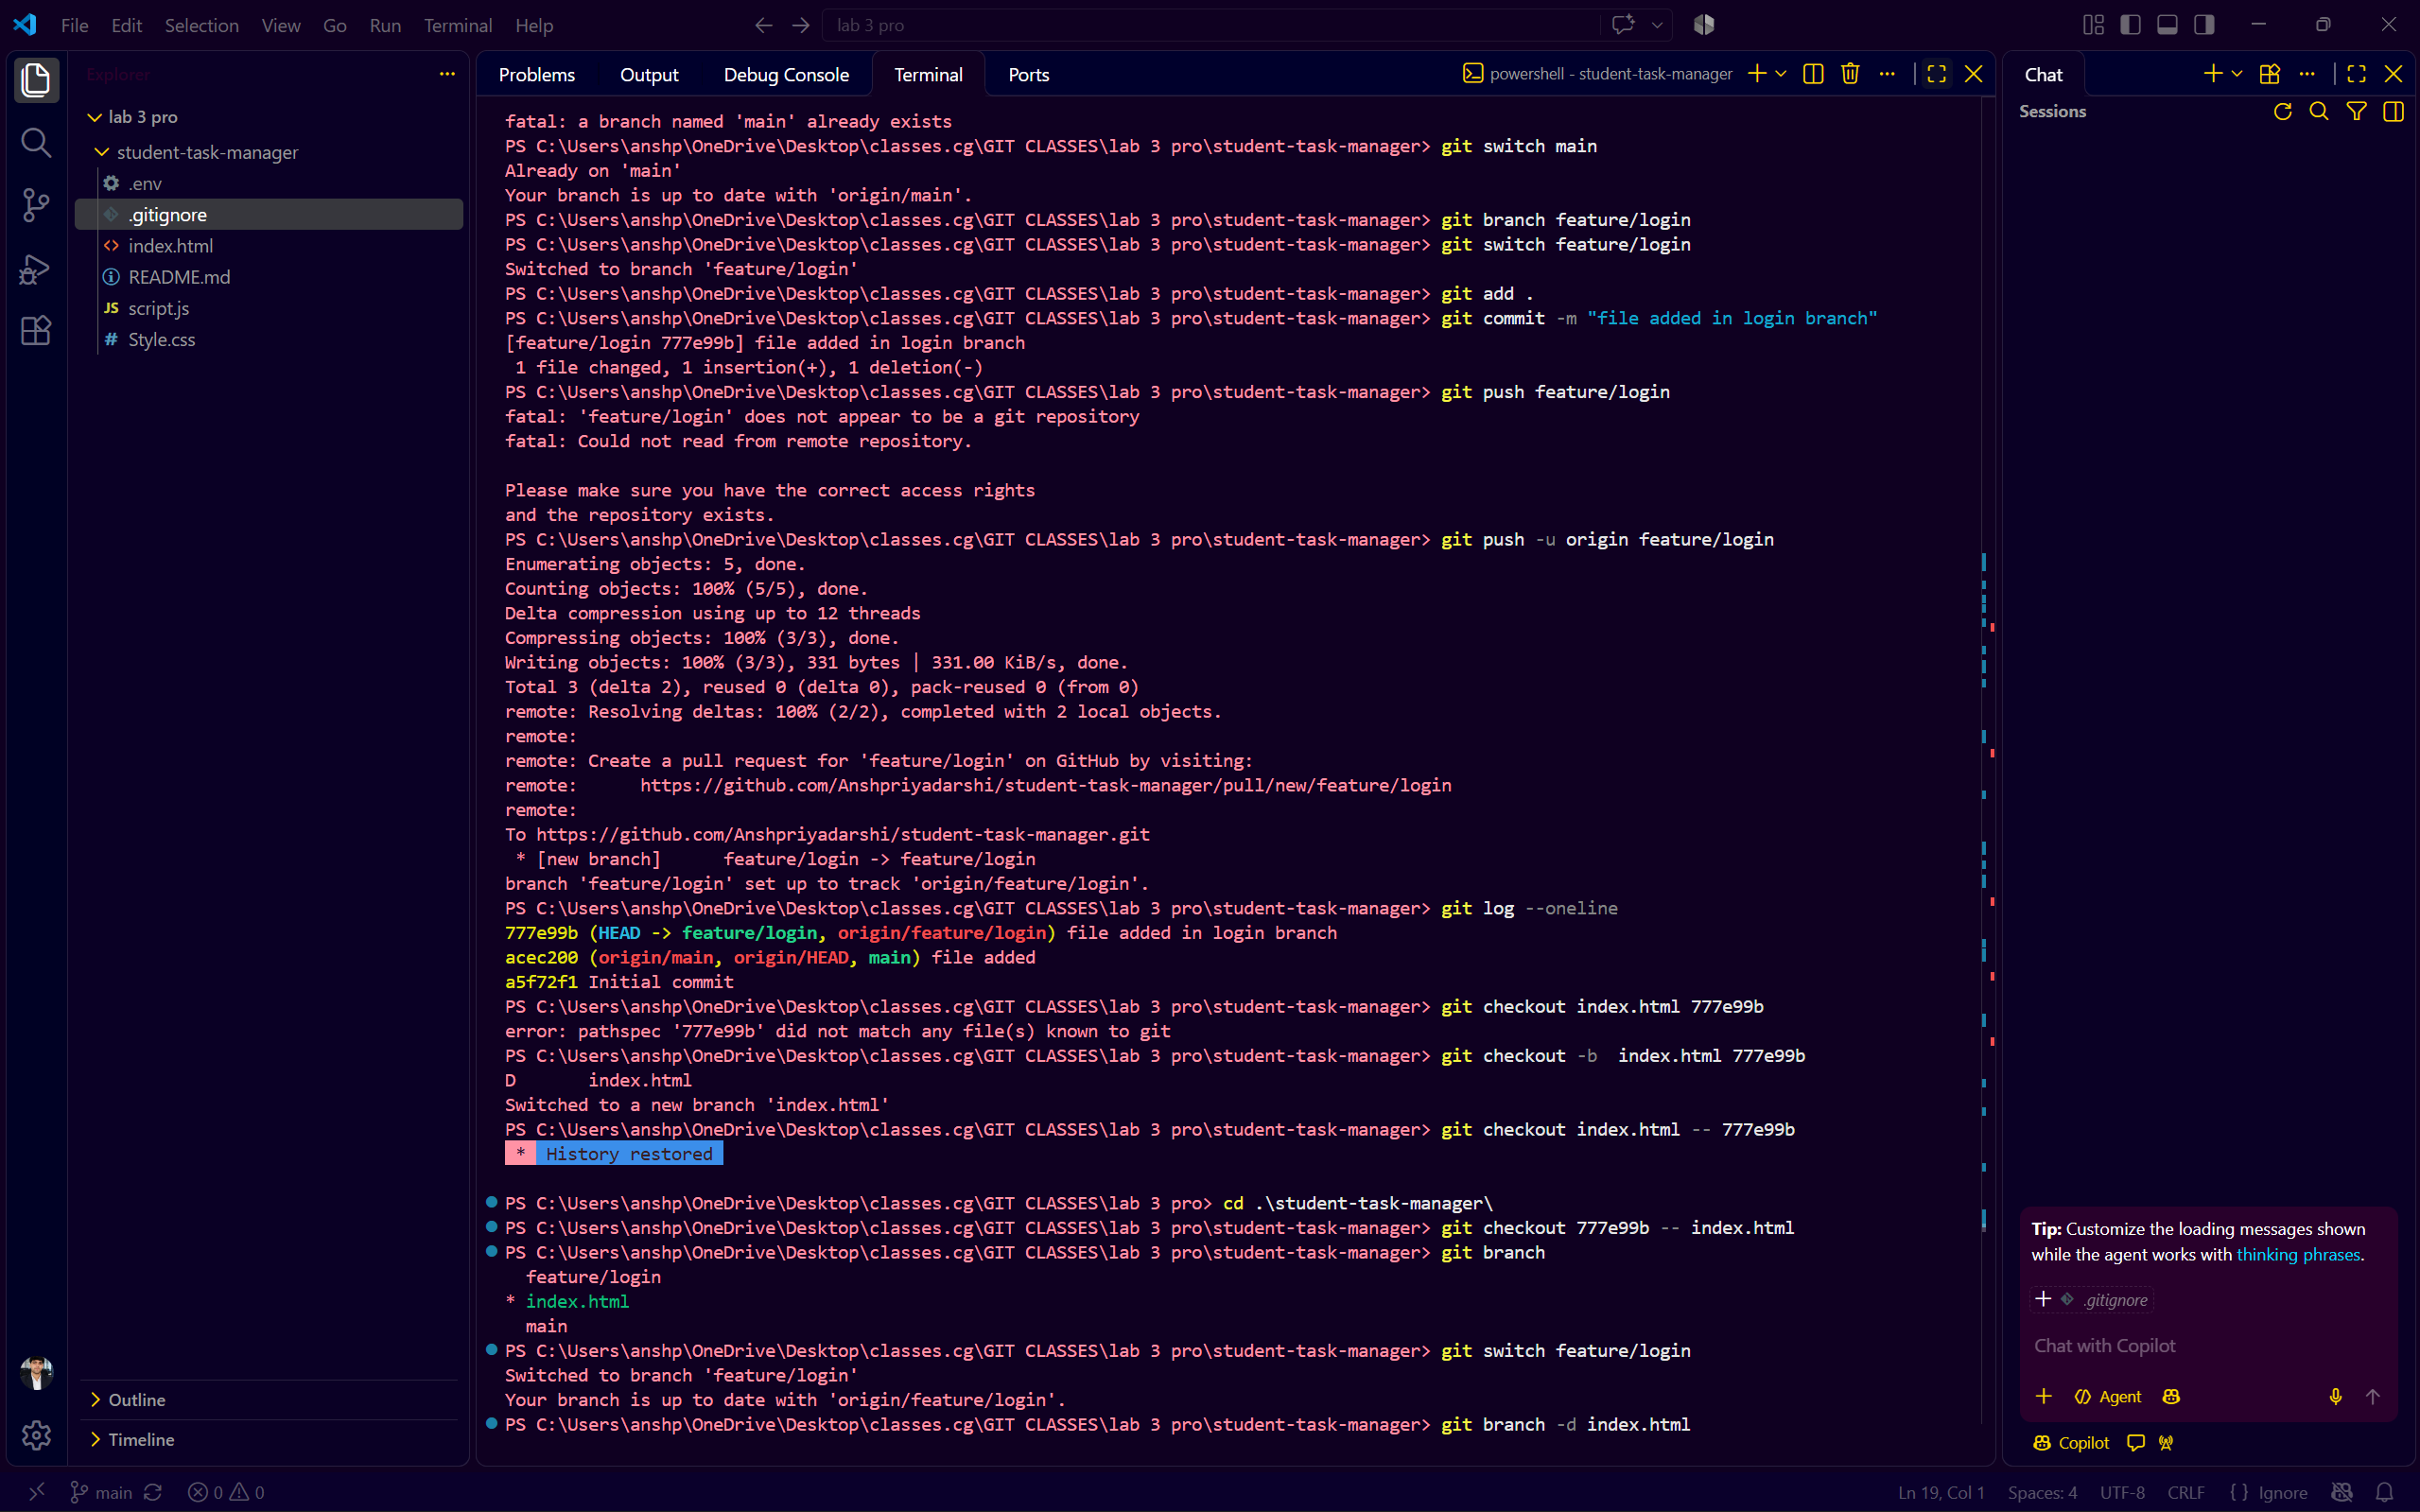 File Edit Selection View Go Run Terminal Help
lab 3 pro
Explorer
lab 3 pro
student-task-manager
.env
.gitignore
index.html
README.md
JS script.js
# Style.css
Outline
Timeline
Problems Output Debug Console Terminal Ports
powershell - student-task-manager
fatal: a branch named 'main' already exists
PS C:\Users\anshp\OneDrive\Desktop\classes.cg\GIT CLASSES\lab 3 pro\student-task-manager> git switch main
Already on 'main'
Your branch is up to date with 'origin/main'.
PS C:\Users\anshp\OneDrive\Desktop\classes.cg\GIT CLASSES\lab 3 pro\student-task-manager> git branch feature/login
PS C:\Users\anshp\OneDrive\Desktop\classes.cg\GIT CLASSES\lab 3 pro\student-task-manager> git switch feature/login
Switched to branch 'feature/login'
PS C:\Users\anshp\OneDrive\Desktop\classes.cg\GIT CLASSES\lab 3 pro\student-task-manager> git add .
PS C:\Users\anshp\OneDrive\Desktop\classes.cg\GIT CLASSES\lab 3 pro\student-task-manager> git commit -m "file added in login branch"
[feature/login 777e99b] file added in login branch
 1 file changed, 1 insertion(+), 1 deletion(-)
PS C:\Users\anshp\OneDrive\Desktop\classes.cg\GIT CLASSES\lab 3 pro\student-task-manager> git push feature/login
fatal: 'feature/login' does not appear to be a git repository
fatal: Could not read from remote repository.
Please make sure you have the correct access rights
and the repository exists.
PS C:\Users\anshp\OneDrive\Desktop\classes.cg\GIT CLASSES\lab 3 pro\student-task-manager> git push -u origin feature/login
Enumerating objects: 5, done.
Counting objects: 100% (5/5), done.
Delta compression using up to 12 threads
Compressing objects: 100% (3/3), done.
Writing objects: 100% (3/3), 331 bytes | 331.00 KiB/s, done.
Total 3 (delta 2), reused 0 (delta 0), pack-reused 0 (from 0)
remote: Resolving deltas: 100% (2/2), completed with 2 local objects.
remote:
remote: Create a pull request for 'feature/login' on GitHub by visiting:
remote:      https://github.com/Anshpriyadarshi/student-task-manager/pull/new/feature/login
remote:
To https://github.com/Anshpriyadarshi/student-task-manager.git
 * [new branch]      feature/login -> feature/login
branch 'feature/login' set up to track 'origin/feature/login'.
PS C:\Users\anshp\OneDrive\Desktop\classes.cg\GIT CLASSES\lab 3 pro\student-task-manager> git log --oneline
777e99b (HEAD -> feature/login, origin/feature/login) file added in login branch
acec200 (origin/main, origin/HEAD, main) file added
a5f72f1 Initial commit
PS C:\Users\anshp\OneDrive\Desktop\classes.cg\GIT CLASSES\lab 3 pro\student-task-manager> git checkout index.html 777e99b
error: pathspec '777e99b' did not match any file(s) known to git
PS C:\Users\anshp\OneDrive\Desktop\classes.cg\GIT CLASSES\lab 3 pro\student-task-manager> git checkout -b  index.html 777e99b
D       index.html
Switched to a new branch 'index.html'
PS C:\Users\anshp\OneDrive\Desktop\classes.cg\GIT CLASSES\lab 3 pro\student-task-manager> git checkout index.html -- 777e99b
 *  History restored
PS C:\Users\anshp\OneDrive\Desktop\classes.cg\GIT CLASSES\lab 3 pro> cd .\student-task-manager\
PS C:\Users\anshp\OneDrive\Desktop\classes.cg\GIT CLASSES\lab 3 pro\student-task-manager> git checkout 777e99b -- index.html
PS C:\Users\anshp\OneDrive\Desktop\classes.cg\GIT CLASSES\lab 3 pro\student-task-manager> git branch
  feature/login
* index.html
  main
PS C:\Users\anshp\OneDrive\Desktop\classes.cg\GIT CLASSES\lab 3 pro\student-task-manager> git switch feature/login
Switched to branch 'feature/login'
Your branch is up to date with 'origin/feature/login'.
PS C:\Users\anshp\OneDrive\Desktop\classes.cg\GIT CLASSES\lab 3 pro\student-task-manager> git branch -d index.html
Chat
Sessions
Tip: Customize the loading messages shown
while the agent works with thinking phrases.
.gitignore
Chat with Copilot
Agent
Copilot
main 0 0
Ln 19, Col 1 Spaces: 4 UTF-8 CRLF { } Ignore